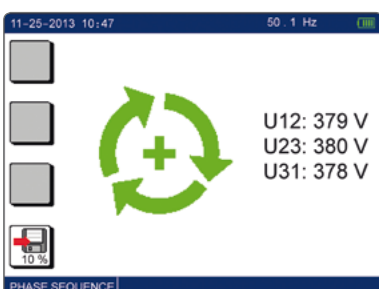 11-25-2013 10:47 50.1 Hz
+
U12: 379 V
U23: 380 V
U31: 378 V
10 %
PHASE SEQUENCE